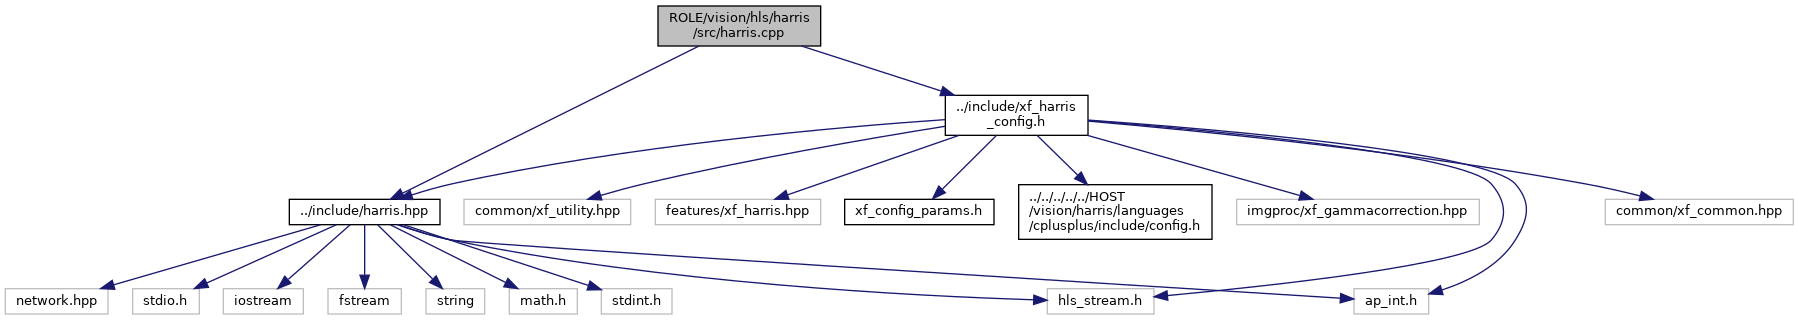 ROLE/vision/hls/harris
/src/harris.cpp
../include/xf_harris
_config.h
../include/harris.hpp
common/xf_utility.hpp
features/xf_harris.hpp
xf_config_params.h
../../../../../HOST
/vision/harris/languages
/cplusplus/include/config.h
imgproc/xf_gammacorrection.hpp
common/xf_common.hpp
network.hpp
stdio.h
iostream
fstream
string
math.h
stdint.h
hls_stream.h
ap_int.h